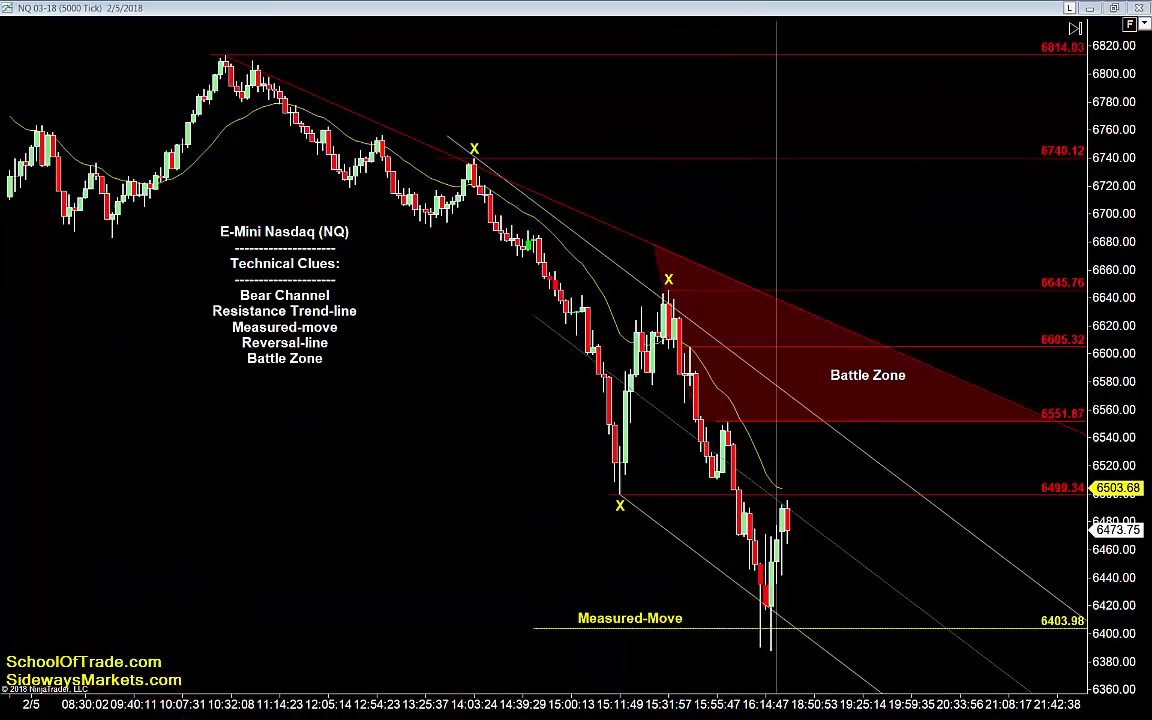 NQ 03-18 (5000 Tick) 2/5/2018
L
F
6820.00
6814.03
6800.00
6780.00
6760.00
X
6740.12
6740.00
6720.00
6700.00
E-Mini Nasdaq (NQ)
---------------------
Technical Clues:
---------------------
Bear Channel
Resistance Trend-line
Measured-move
Reversal-line
Battle Zone
6680.00
6660.00
X
6645.76
6640.00
6620.00
6605.32
6600.00
Battle Zone
6580.00
6560.00
6551.87
6540.00
6520.00
6499.34
6503.68
X
6480.00
6473.75
6460.00
6440.00
6420.00
Measured-Move
6403.98
6400.00
6380.00
6360.00
SchoolOfTrade.com
SidewaysMarkets.com
© 2018 NinjaTrader, LLC
2/5 08:30:02 09:40:11 10:07:31 10:32:08 11:14:23 12:05:14 12:54:23 13:25:37 14:03:24 14:39:29 15:00:13 15:11:49 15:31:57 15:55:47 16:14:47 18:50:53 19:25:14 19:59:35 20:33:56 21:08:17 21:42:38